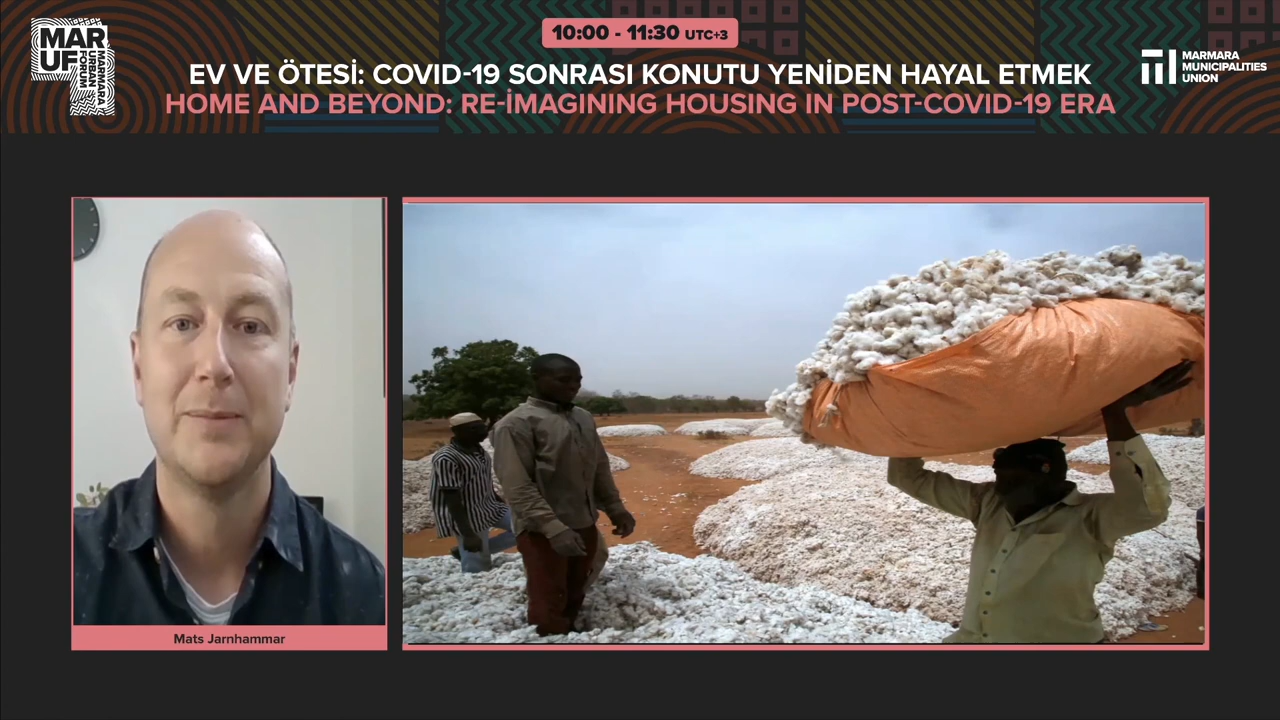 MAR
UF
MARMARA
URBAN
FORUM
10:00 - 11:30 UTC+3
EV VE ÖTESİ: COVID-19 SONRASI KONUTU YENİDEN HAYAL ETMEK
HOME AND BEYOND: RE-İMAGINING HOUSING IN POST-COVID-19 ERA
MARMARA
MUNICIPALITIES
UNION
Mats Jarnhammar